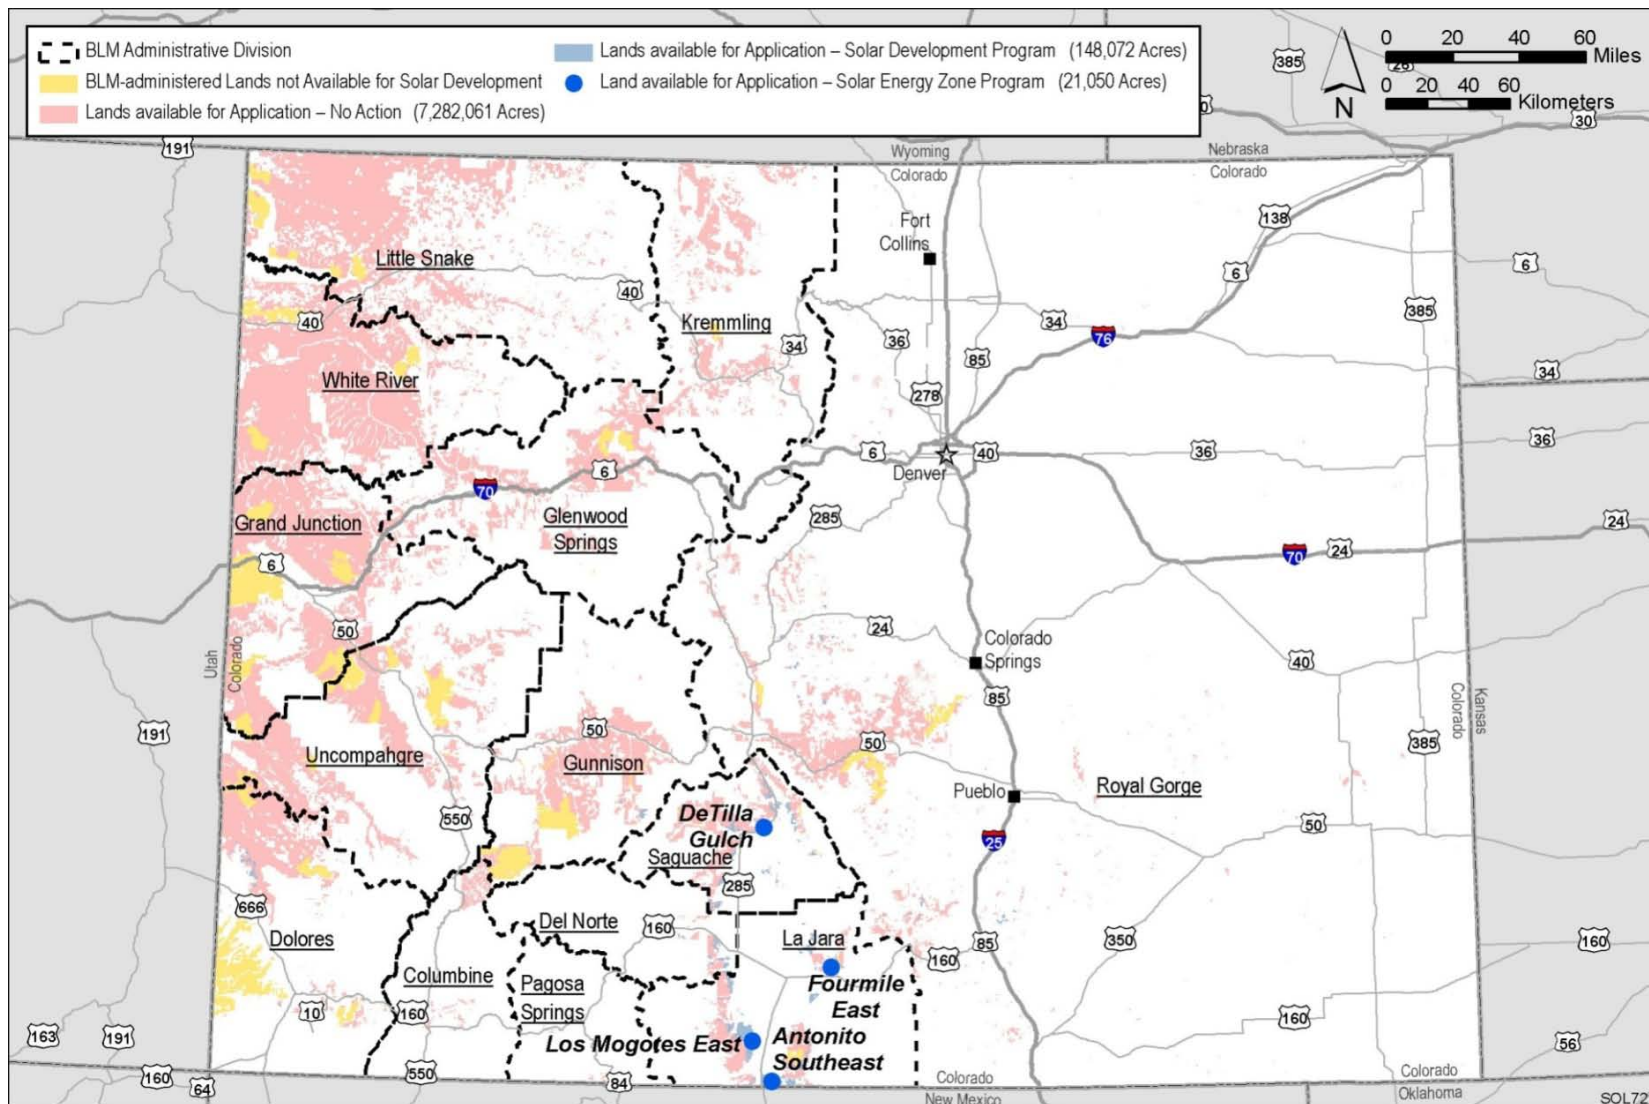 BLM Administrative Division
BLM-administered Lands not Available for Solar Development
Lands available for Application – No Action (7,282,061 Acres)
Lands available for Application – Solar Development Program (148,072 Acres)
Land available for Application – Solar Energy Zone Program (21,050 Acres)
0 20 40 60
Miles
0 20 40 60
Kilometers
N
385
30
191
Wyoming
Colorado
Nebraska
Colorado
138
Fort
Collins
Little Snake
6
6
40
40
385
Kremmling
34
36
34
76
85
34
White River
278
36
6
40
36
Denver
6
70
Grand Junction
Glenwood
Springs
285
24
6
70
24
50
24
Colorado
Springs
40
Utah
Colorado
85
Kansas
Colorado
191
50
50
385
Uncompahgre
Gunnison
Pueblo
Royal Gorge
550
DeTilla
Gulch
25
50
Saguache
285
666
Dolores
Del Norte
160
La Jara
85
350
160
160
Columbine
Pagosa
Springs
Fourmile
East
10
160
160
163
191
Los Mogotes East
Antonito
Southeast
56
160
64
550
84
Colorado
New Mexico
Colorado
Oklahoma
SOL72